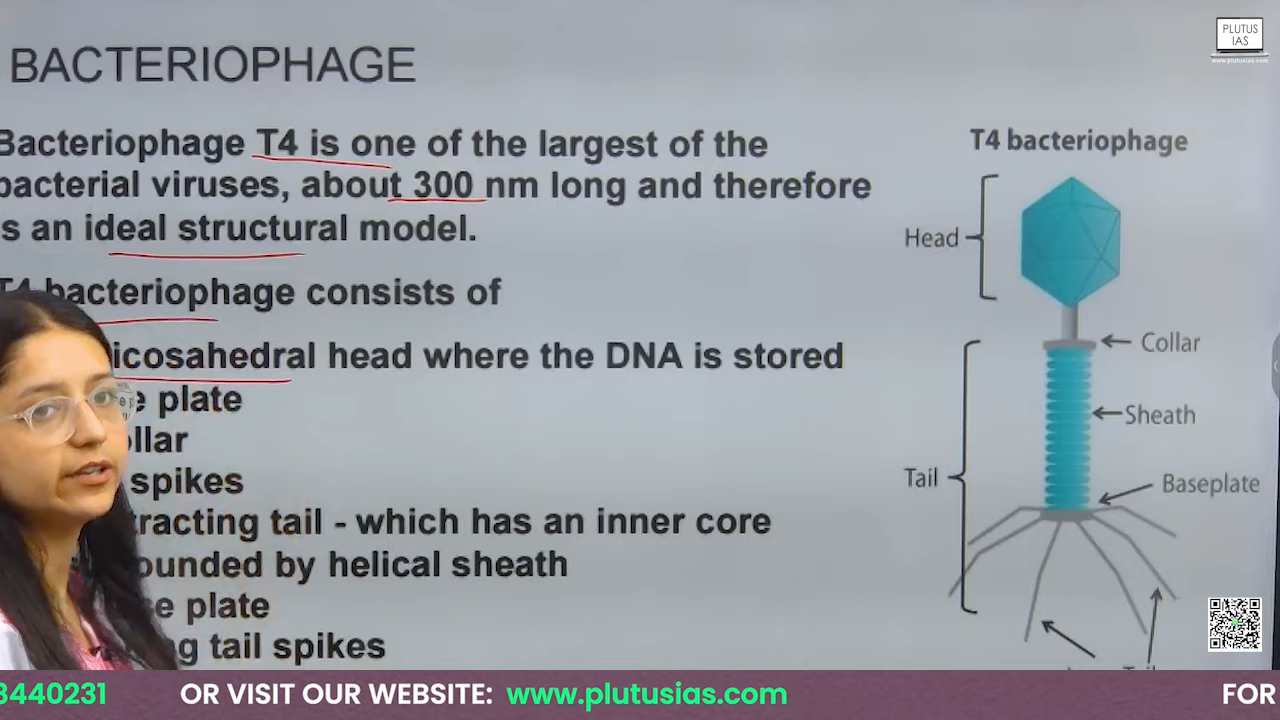 PLUTUS
IAS
www.plutusias.com
BACTERIOPHAGE
Bacteriophage T4 is one of the largest of the
bacterial viruses, about 300 nm long and therefore
is an ideal structural model.
T4 bacteriophage consists of
icosahedral head where the DNA is stored
plate
spikes
tail - which has an inner core
by helical sheath
plate
tail spikes
T4 bacteriophage
Head
Collar
Sheath
Tail
Baseplate
3440231 OR VISIT OUR WEBSITE: www.plutusias.com FOR